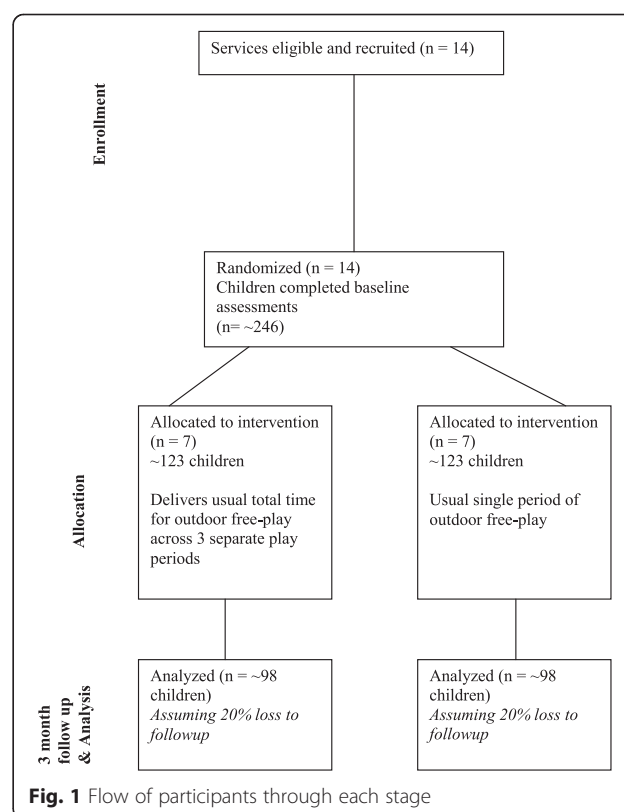 Services eligible and recruited (n = 14)
Enrollment
Randomized (n = 14)
Children completed baseline
assessments
(n= ~246)
Allocated to intervention
(n = 7)
~123 children
Delivers usual total time
for outdoor free-play
across 3 separate play
periods
Allocated to intervention
(n = 7)
~123 children
Usual single period of
outdoor free-play
Allocation
Analyzed (n = ~98
children)
Assuming 20% loss to
followup
Analyzed (n = ~98
children)
Assuming 20% loss to
followup
3 month
follow up
& Analysis
Fig. 1 Flow of participants through each stage